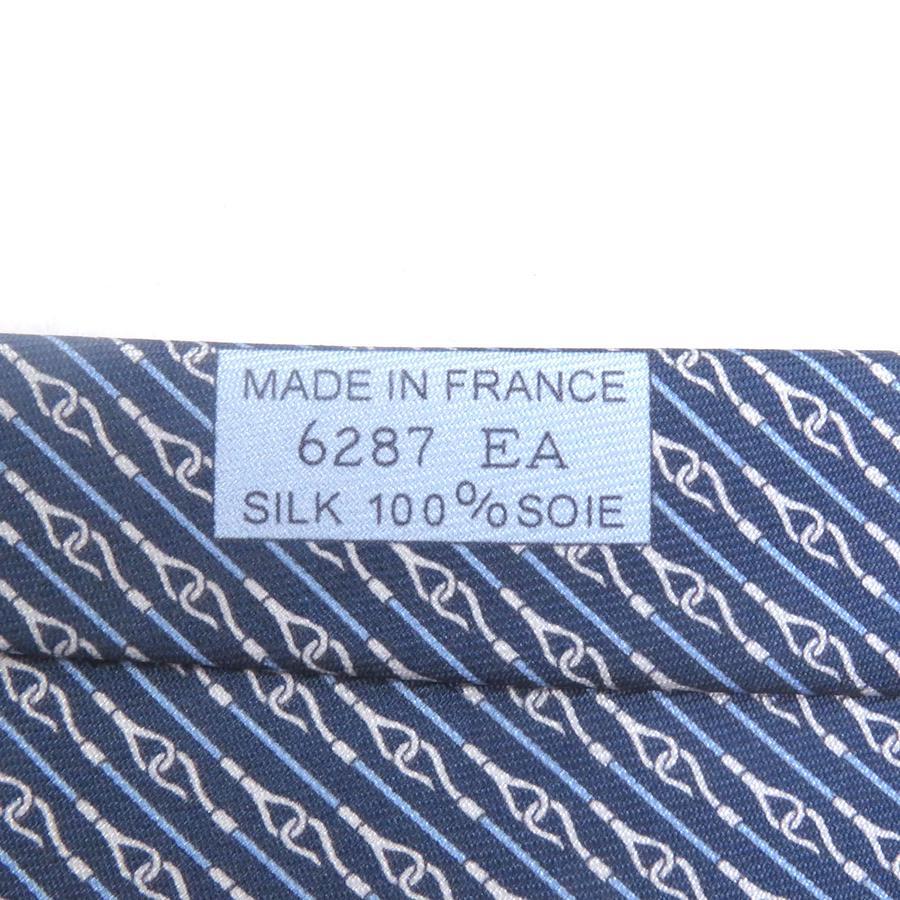 MADE IN FRANCE
6287 EA
SILK 100% SOIE